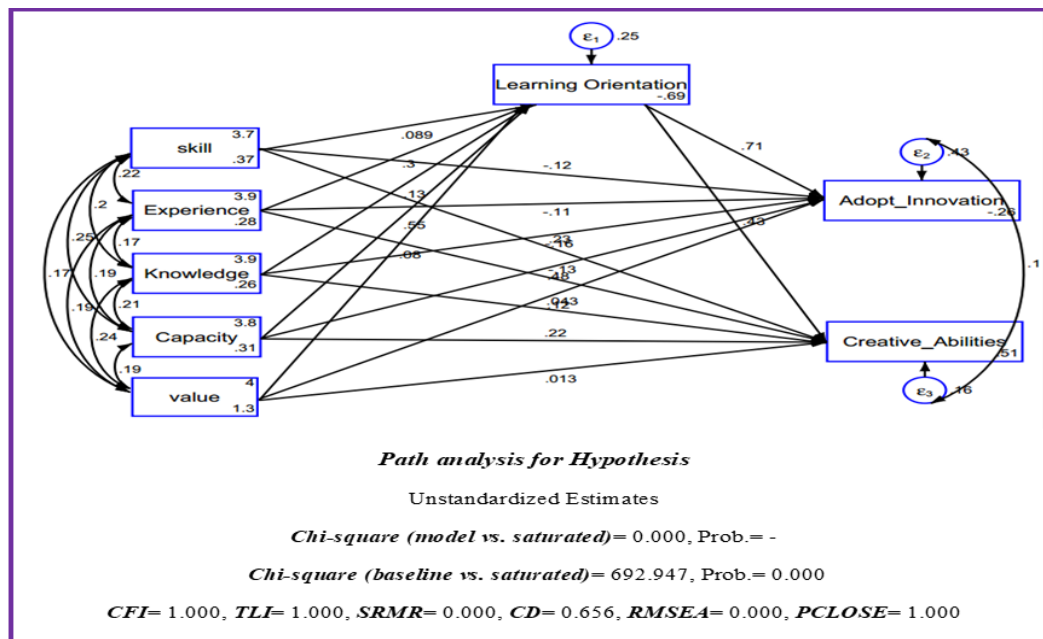 ε1 .25
Learning Orientation
-.69
3.7
skill
.37
.089
.71
ε2 .43
.22
.3
-.12
.2
3.9
Experience
.28
.13
-.11
Adopt_Innovation
-.26
.25
.17
.55
.43
3.9
Knowledge
.26
.08
.17
.19
-.13
.48
.1
.19
.21
.043
.12
3.8
Capacity
.31
.24
.22
Creative_Abilities
.51
.19
4
value
1.3
.013
ε3 .16
Path analysis for Hypothesis
Unstandardized Estimates
Chi-square (model vs. saturated)= 0.000, Prob.= -
Chi-square (baseline vs. saturated)= 692.947, Prob.= 0.000
CFI= 1.000, TLI= 1.000, SRMR= 0.000, CD= 0.656, RMSEA= 0.000, PCLOSE= 1.000